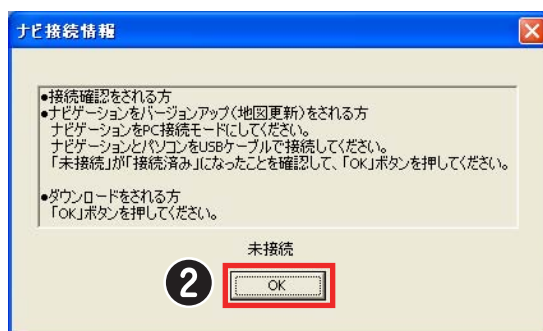 ナビ接続情報
●接続確認をされる方
●ナビゲーションをバージョンアップ(地図更新)をされる方
ナビゲーションをPC接続モードにしてください。
ナビゲーションとパソコンをUSBケーブルで接続してください。
「未接続」が「接続済み」になったことを確認して、「OK」ボタンを押してください。
●ダウンロードをされる方
「OK」ボタンを押してください。
未接続
2 OK